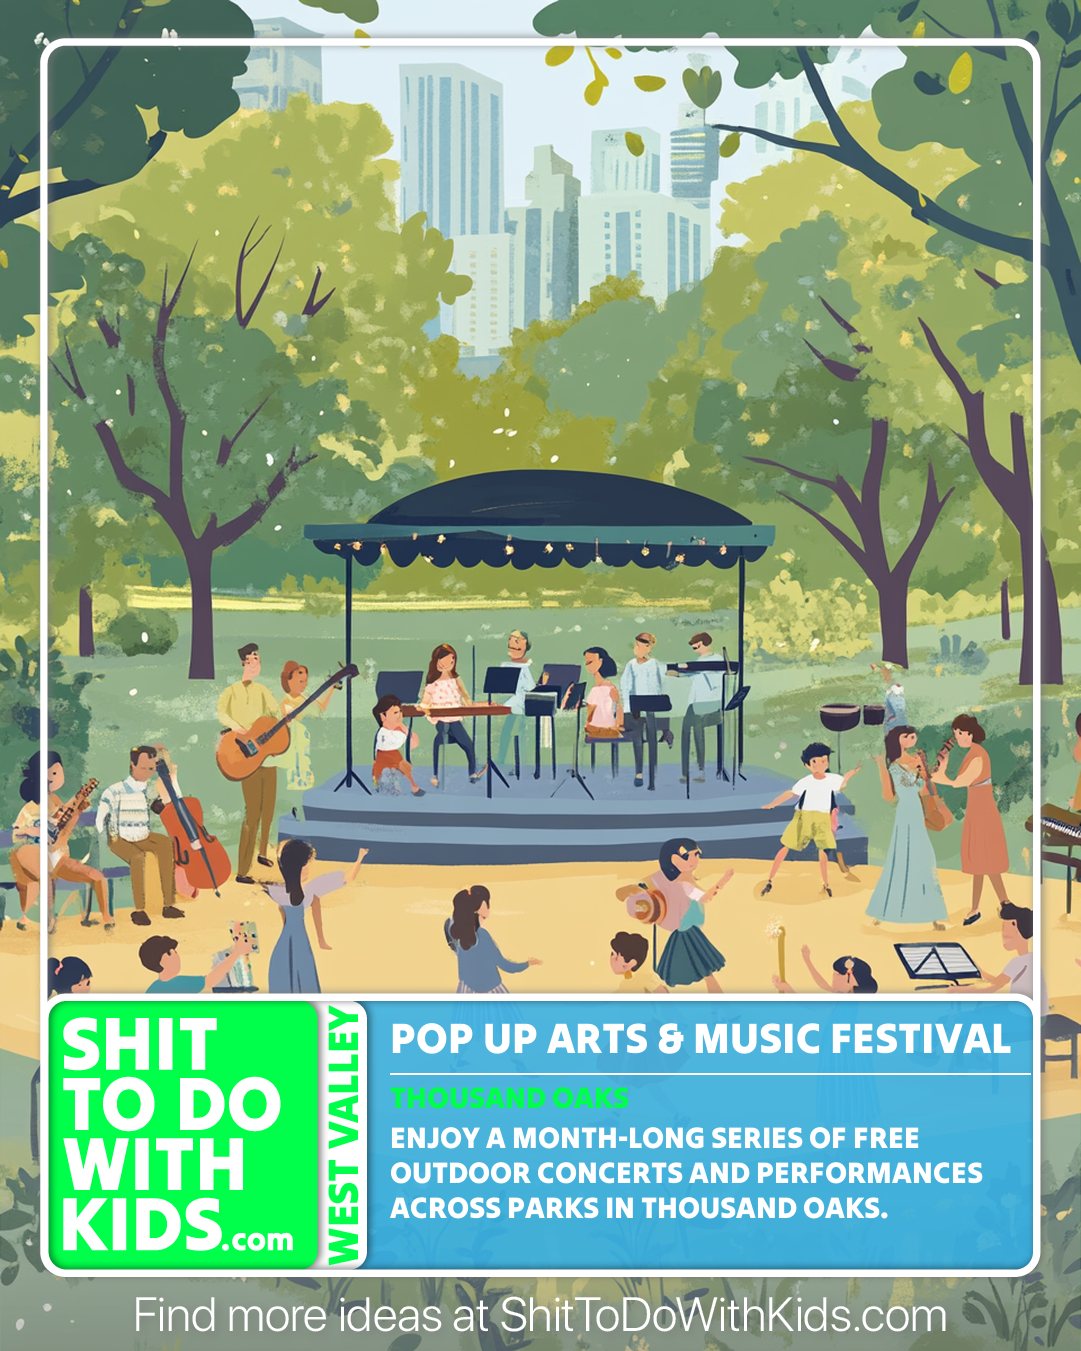 SHIT
TO DO
WITH
KIDS.com
WEST VALLEY
POP UP ARTS & MUSIC FESTIVAL
THOUSAND OAKS
ENJOY A MONTH-LONG SERIES OF FREE
OUTDOOR CONCERTS AND PERFORMANCES
ACROSS PARKS IN THOUSAND OAKS.
Find more ideas at ShitToDoWithKids.com